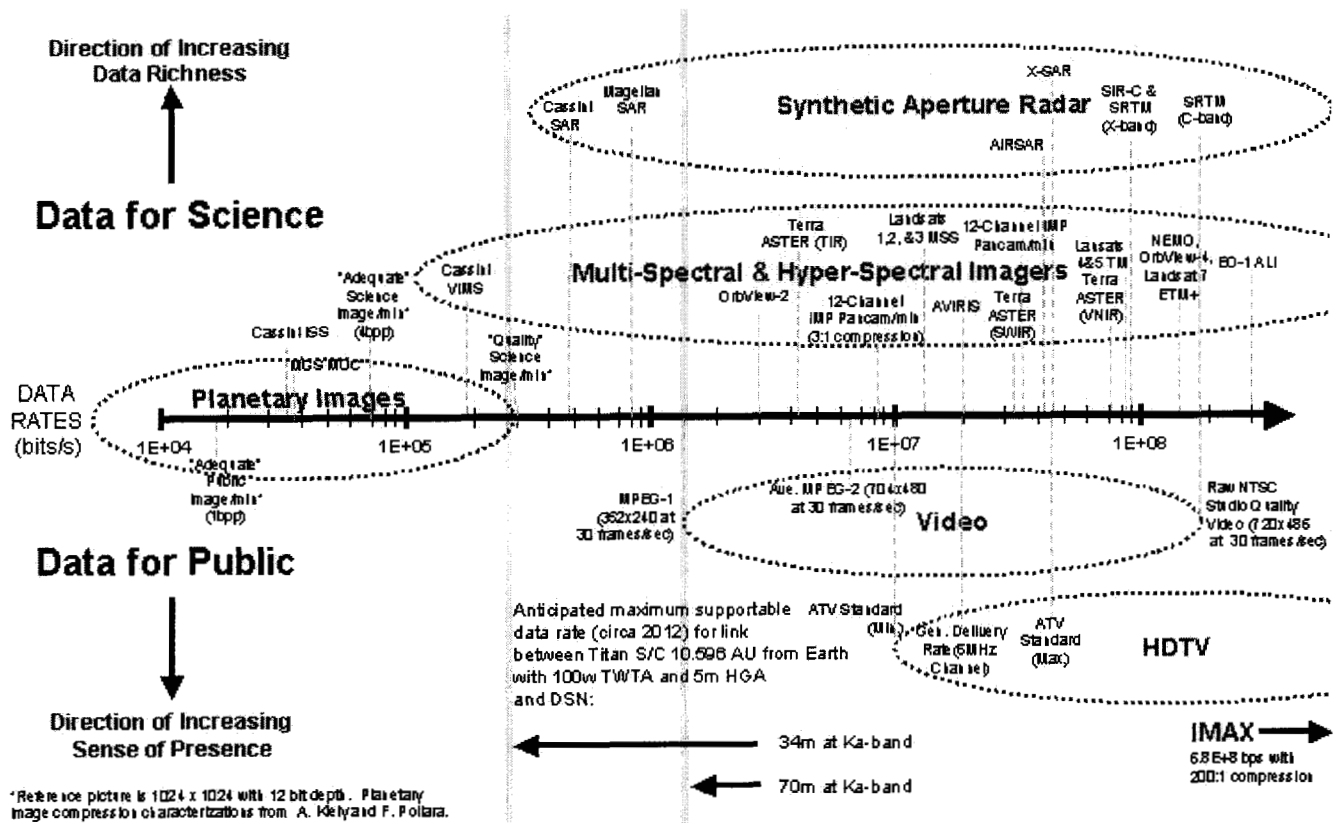 Direction of Increasing
Data Richness
Data for Science
X-SAR
Cassini
SAR
Magellan
SAR
Synthetic Aperture Radar
SIR-C &
SRTM
(X-band)
SRTM
(C-band)
AIRSAR
Terra
ASTER (TIR)
Landsats
1,2, &3 MSS
12-Channel IMP
Pancam/min
Lansats
4&5 TM
Terra
ASTER
(VNIR)
NEMO,
OrbView-4,
Landsat 7
ETM+
EO-1 ALI
Cassini
VIMS
Multi-Spectral & Hyper-Spectral Imagers
OrbView-2
12-Channel
IMP Pancam/min
(3:1 compression)
AVIRIS
Terra
ASTER
(SWIR)
"Adequate"
Science
Image/min*
(4bpp)
Cassini ISS
MGS MOC
"Quality"
Science
Image/min*
DATA
RATES
(bits/s)
Planetary Images
1E+04
1E+05
1E+06
1E+07
1E+08
"Adequate"
Public
Image/min*
(1bpp)
MPEG-1
(352x240 at
30 frames/sec)
Ave. MPEG-2 (704x480
at 30 frames/sec)
Video
Raw NTSC
Studio Quality
Video (720x486
at 30 frames/sec)
Data for Public
Anticipated maximum supportable
data rate (circa 2012) for link
between Titan S/C 10.596 AU from Earth
with 100w TWTA and 5m HGA
and DSN:
ATV Standard
(Min)
Gen. Delivery
Rate (6MHz
Channel)
ATV
Standard
(Max)
HDTV
Direction of Increasing
Sense of Presence
34m at Ka-band
70m at Ka-band
IMAX
6.8E+8 bps with
200:1 compression
*Reference picture is 1024 x 1024 with 12 bit depth. Planetary
image compression characterizations from A. Kiely and F. Pollara.